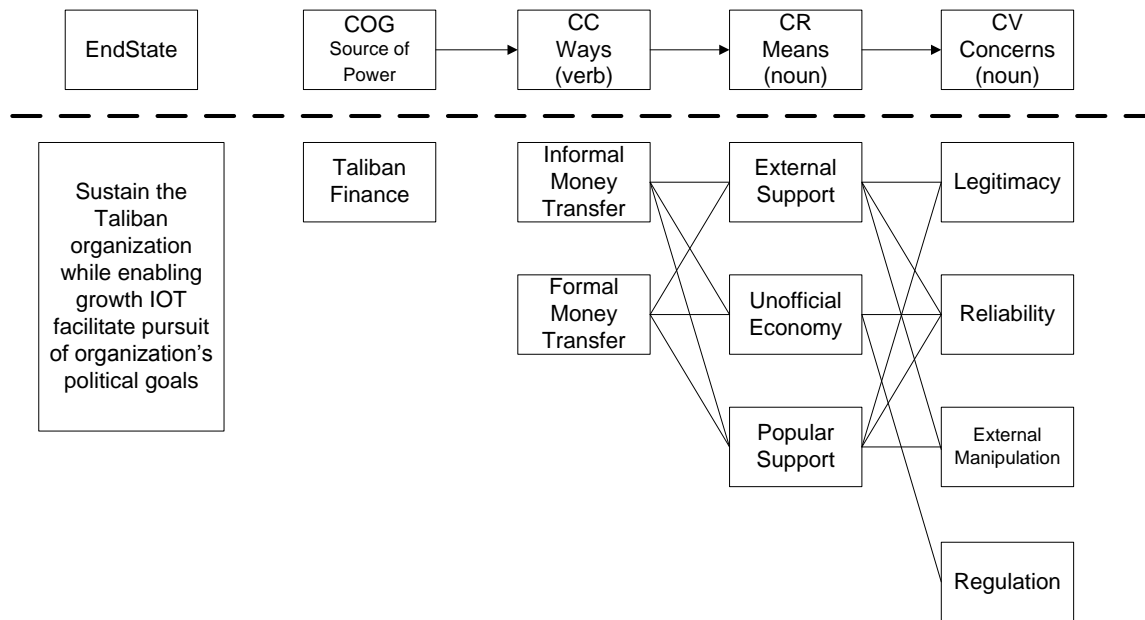 EndState
COG
Source of
Power
CC
Ways
(verb)
CR
Means
(noun)
CV
Concerns
(noun)
Sustain the
Taliban
organization
while enabling
growth IOT
facilitate pursuit
of organization's
political goals
Taliban
Finance
Informal
Money
Transfer
External
Support
Legitimacy
Formal
Money
Transfer
Unofficial
Economy
Reliability
Popular
Support
External
Manipulation
Regulation